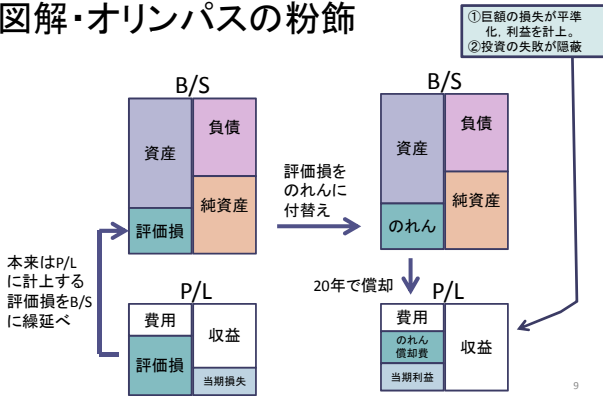 図解・オリンパスの粉飾
①巨額の損失が平準
化，利益を計上。
②投資の失敗が隠蔽
B/S
資産
評価損
負債
純資産
評価損を
のれんに
付替え
B/S
資産
のれん
負債
純資産
本来はP/L
に計上する
評価損をB/S
に繰延べ
P/L
費用
評価損
収益
当期損失
20年で償却
P/L
費用
のれん
償却費
当期利益
収益
9